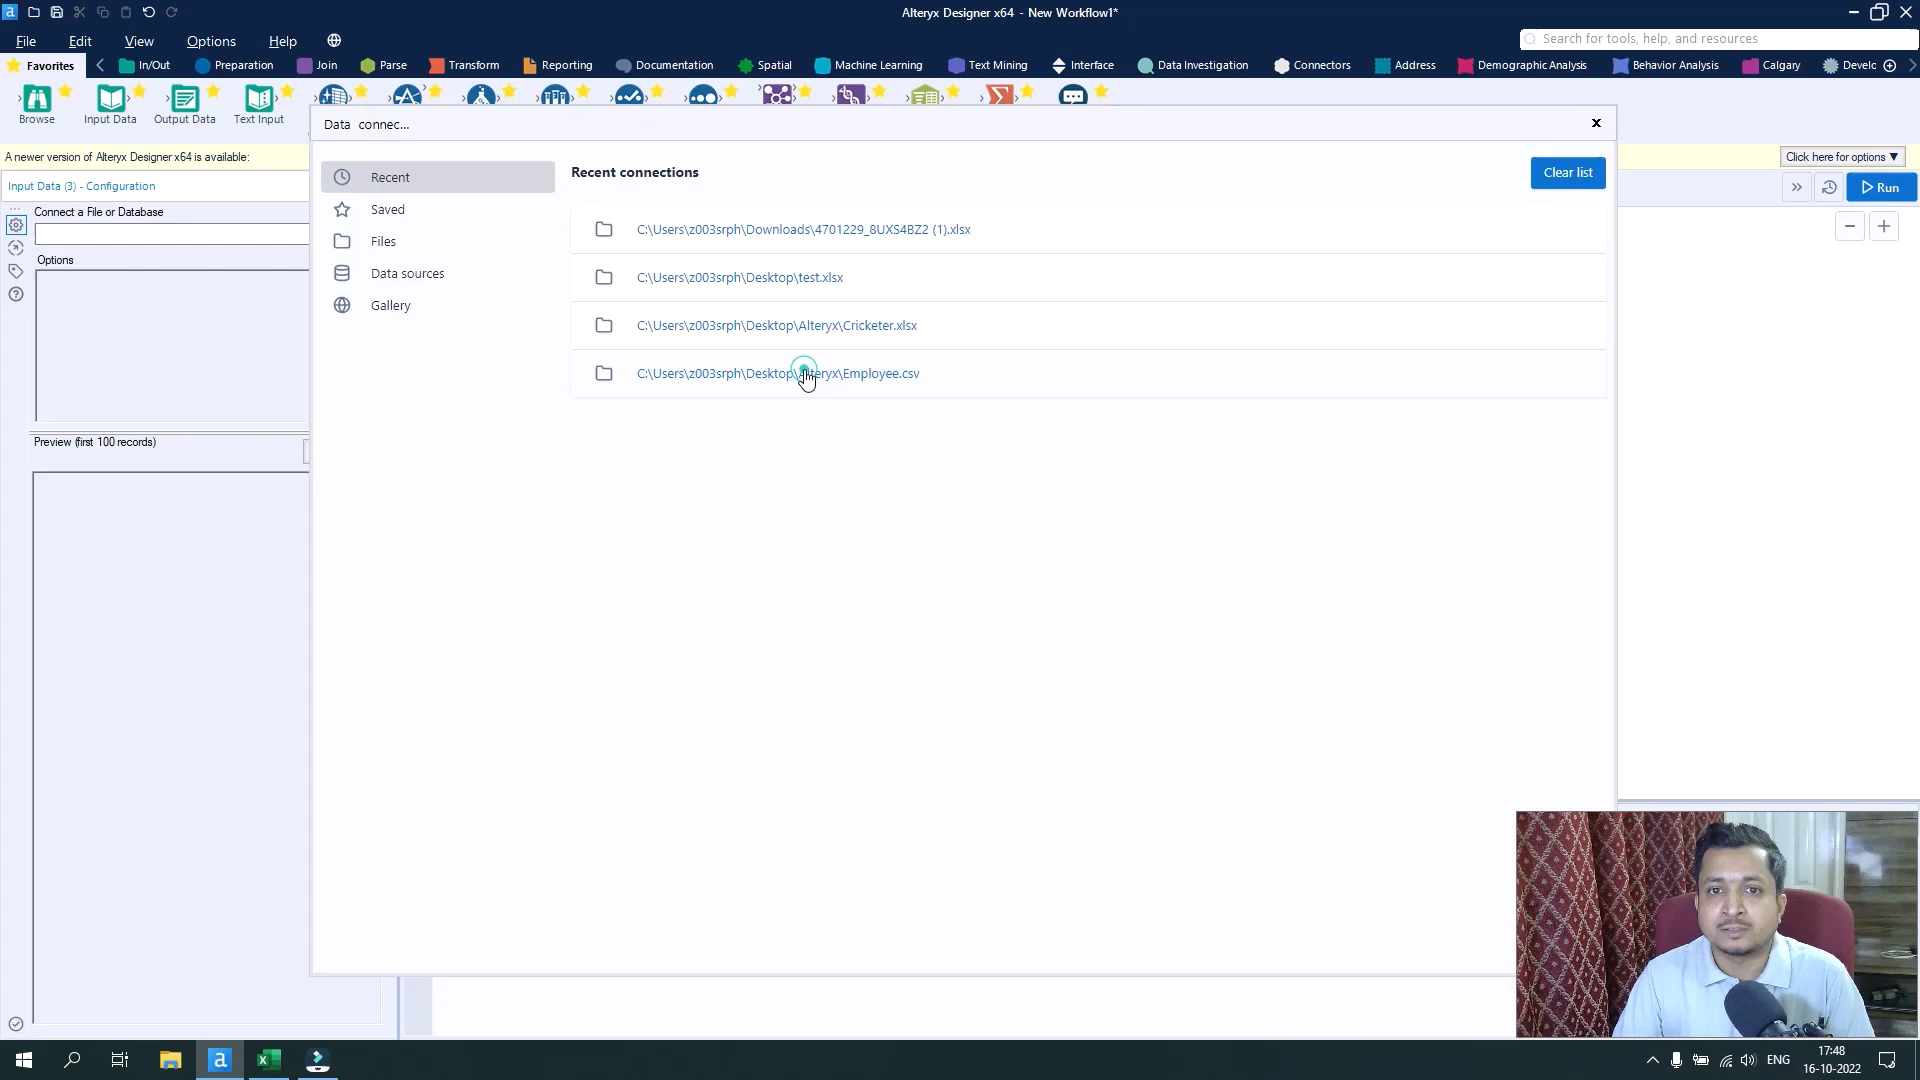 Alteryx Designer x64 - New Workflow1*
File Edit View Options Help
Search for tools, help, and resources
Favorites In/Out Preparation Join Parse Transform Reporting Documentation Spatial Machine Learning Text Mining Interface Data Investigation Connectors Address Demographic Analysis Behavior Analysis Calgary Develo
Browse Input Data Output Data Text Input
Data connec...
A newer version of Alteryx Designer x64 is available:
Click here for options ▼
Input Data (3) - Configuration
Run
Connect a File or Database
Options
Preview (first 100 records)
Recent
Saved
Files
Data sources
Gallery
Recent connections
Clear list
C:\Users\z003srph\Downloads\4701229_8UXS4BZ2 (1).xlsx
C:\Users\z003srph\Desktop\test.xlsx
C:\Users\z003srph\Desktop\Alteryx\Cricketer.xlsx
C:\Users\z003srph\Desktop\Alteryx\Employee.csv
ENG
17:48
16-10-2022